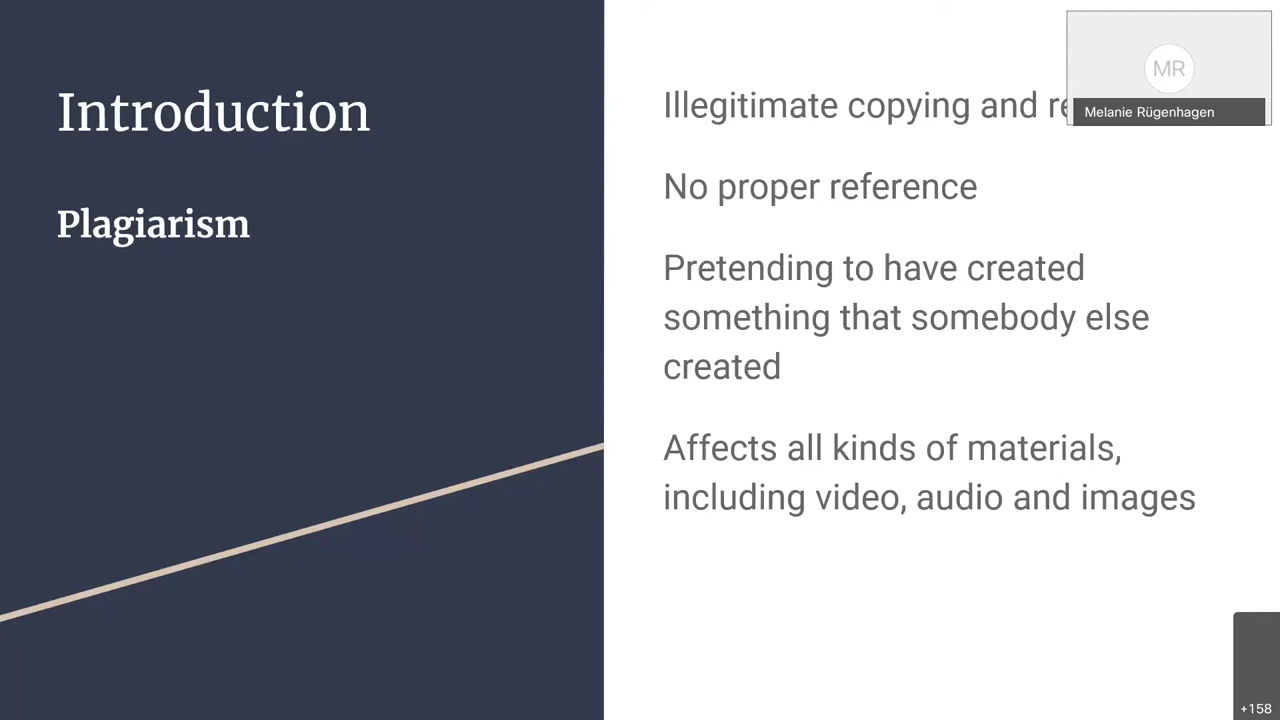 Introduction
Plagiarism
Illegitimate copying and
No proper reference
Pretending to have created
something that somebody else
created
Affects all kinds of materials,
including video, audio and images
MR
Melanie Rügenhagen
+158